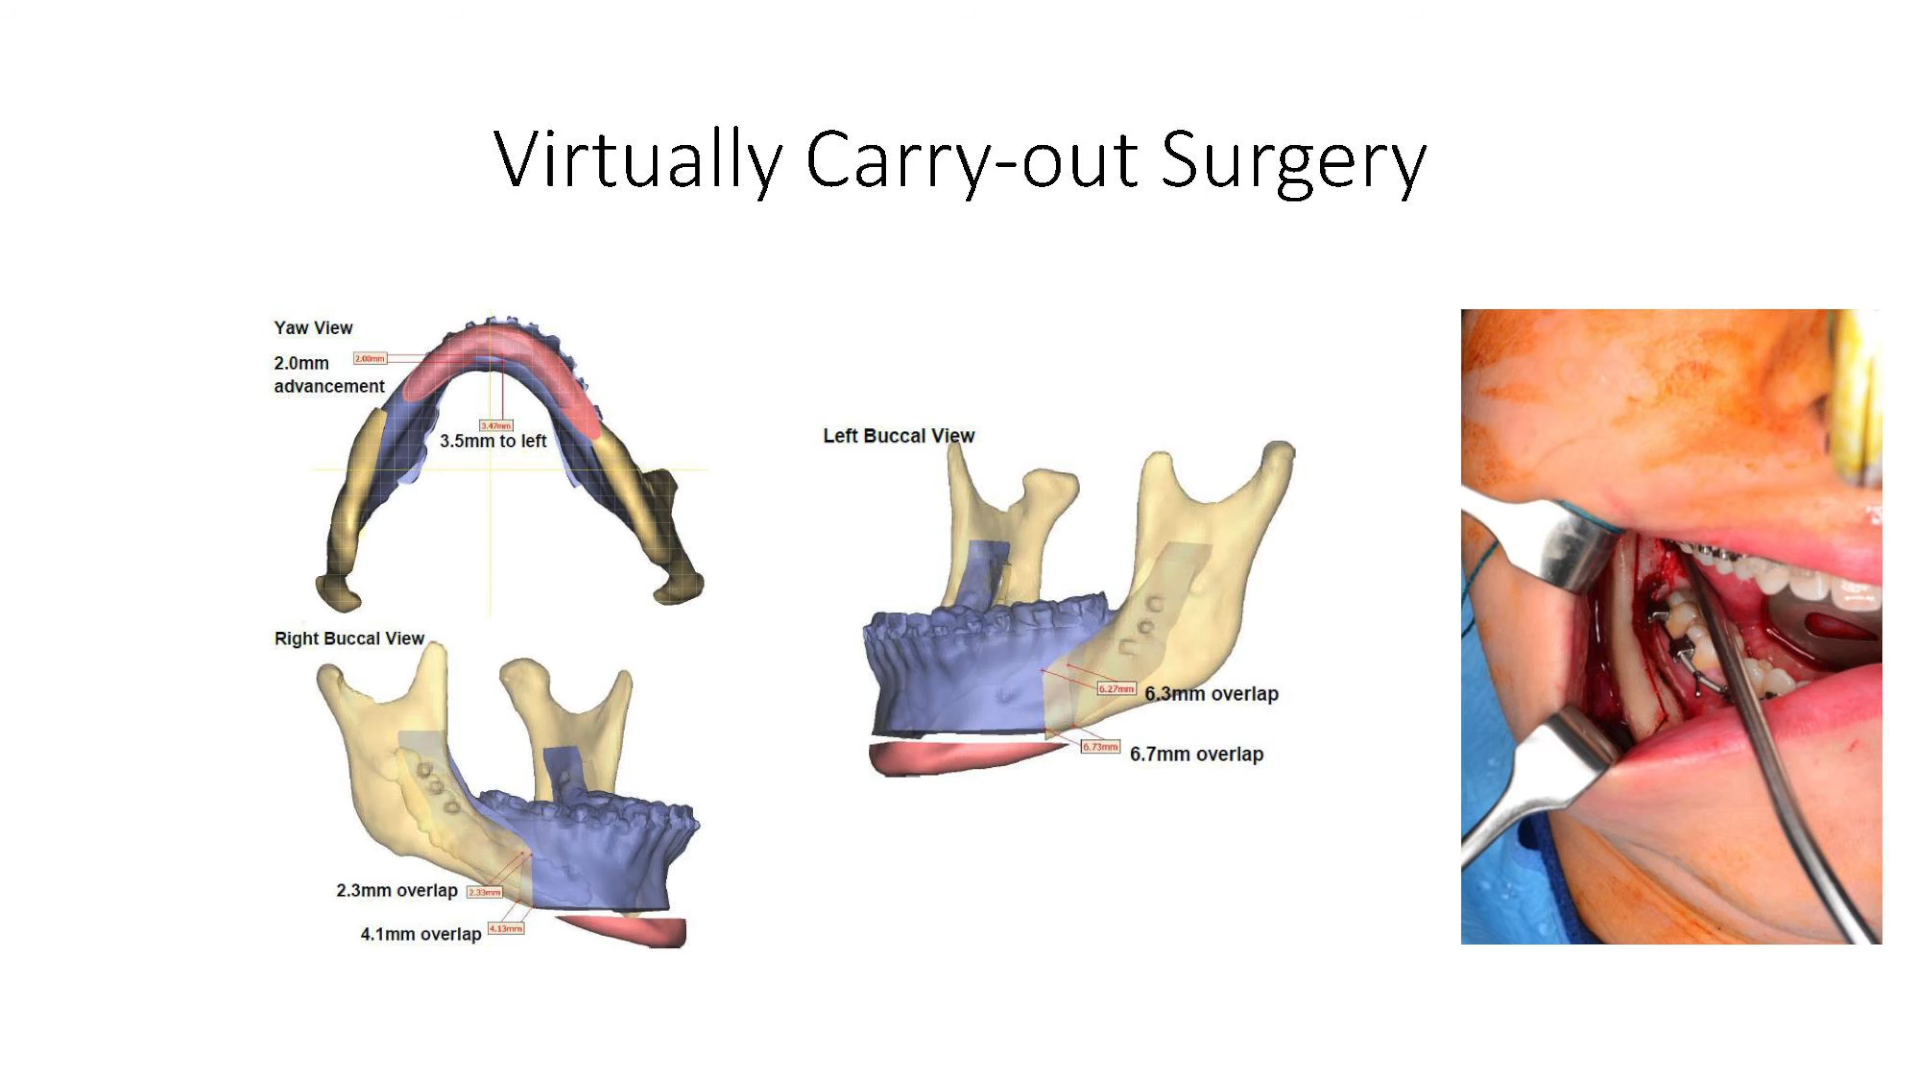 Virtually Carry-out Surgery
Yaw View
2.0mm
advancement
2.00mm
3.47mm
3.5mm to left
Right Buccal View
2.3mm overlap
2.33mm
4.1mm overlap
4.13mm
Left Buccal View
6.27mm
6.3mm overlap
6.73mm
6.7mm overlap